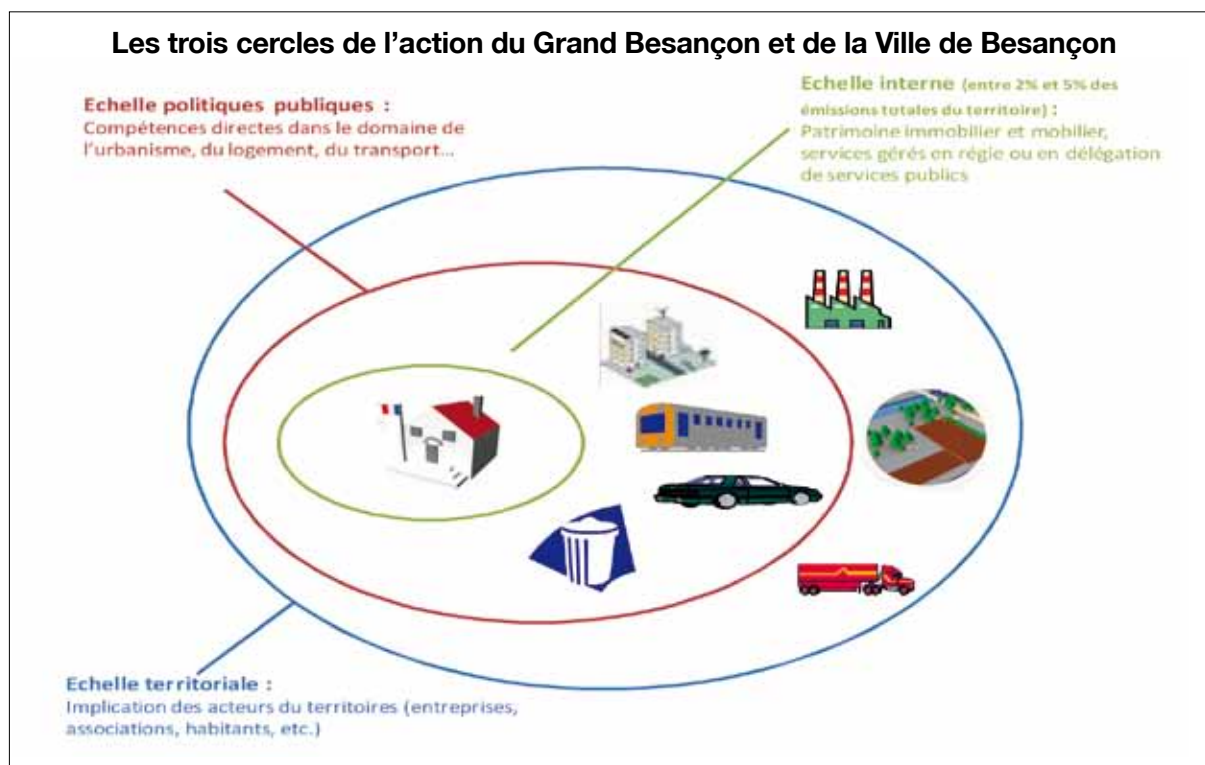 Les trois cercles de l'action du Grand Besançon et de la Ville de Besançon
Echelle politiques publiques :
Compétences directes dans le domaine de
l'urbanisme, du logement, du transport...
Echelle interne (entre 2% et 5% des
émissions totales du territoire) :
Patrimoine immobilier et mobilier,
services gérés en régie ou en délégation
de services publics
Echelle territoriale :
Implication des acteurs du territoires (entreprises,
associations, habitants, etc.)